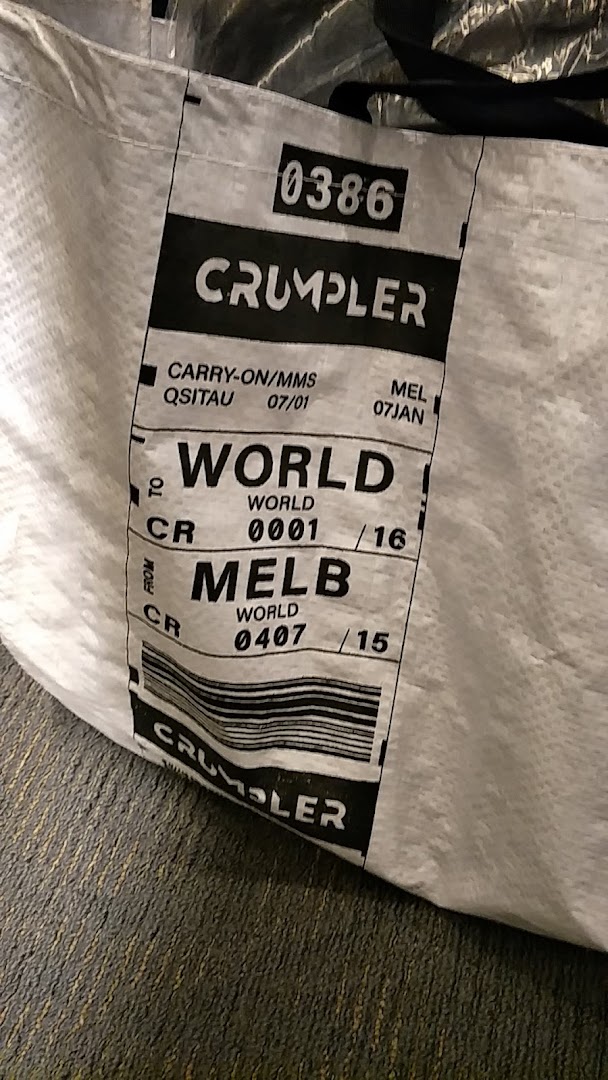 0386
CRUMPLER
CARRY-ON/MMS MEL
QSITAU 07/01 07JAN
TO WORLD
WORLD
CR 0001 /16
FROM MELB
WORLD
CR 0407 /15
CRUMPLER